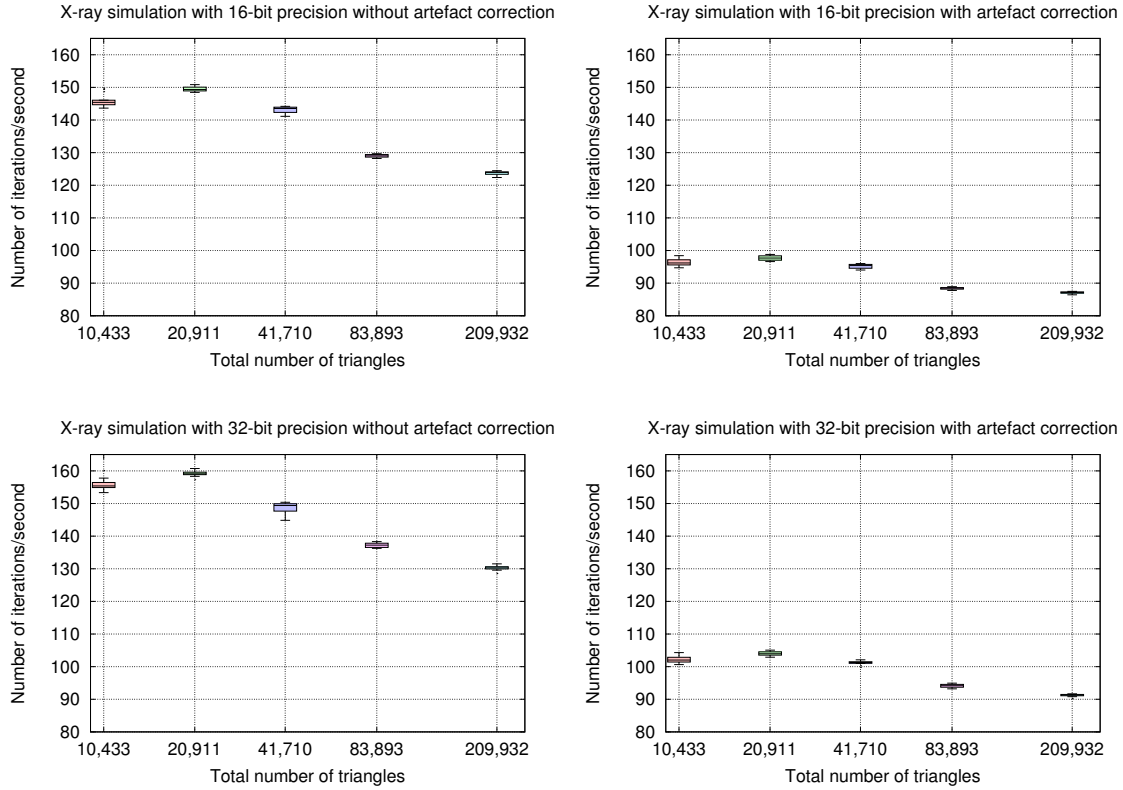 X-ray simulation with 16-bit precision without artefact correction
Number of iterations/second
160
150
140
130
120
110
100
90
80
10,433 20,911 41,710 83,893 209,932
Total number of triangles
X-ray simulation with 16-bit precision with artefact correction
Number of iterations/second
160
150
140
130
120
110
100
90
80
10,433 20,911 41,710 83,893 209,932
Total number of triangles
X-ray simulation with 32-bit precision without artefact correction
Number of iterations/second
160
150
140
130
120
110
100
90
80
10,433 20,911 41,710 83,893 209,932
Total number of triangles
X-ray simulation with 32-bit precision with artefact correction
Number of iterations/second
160
150
140
130
120
110
100
90
80
10,433 20,911 41,710 83,893 209,932
Total number of triangles